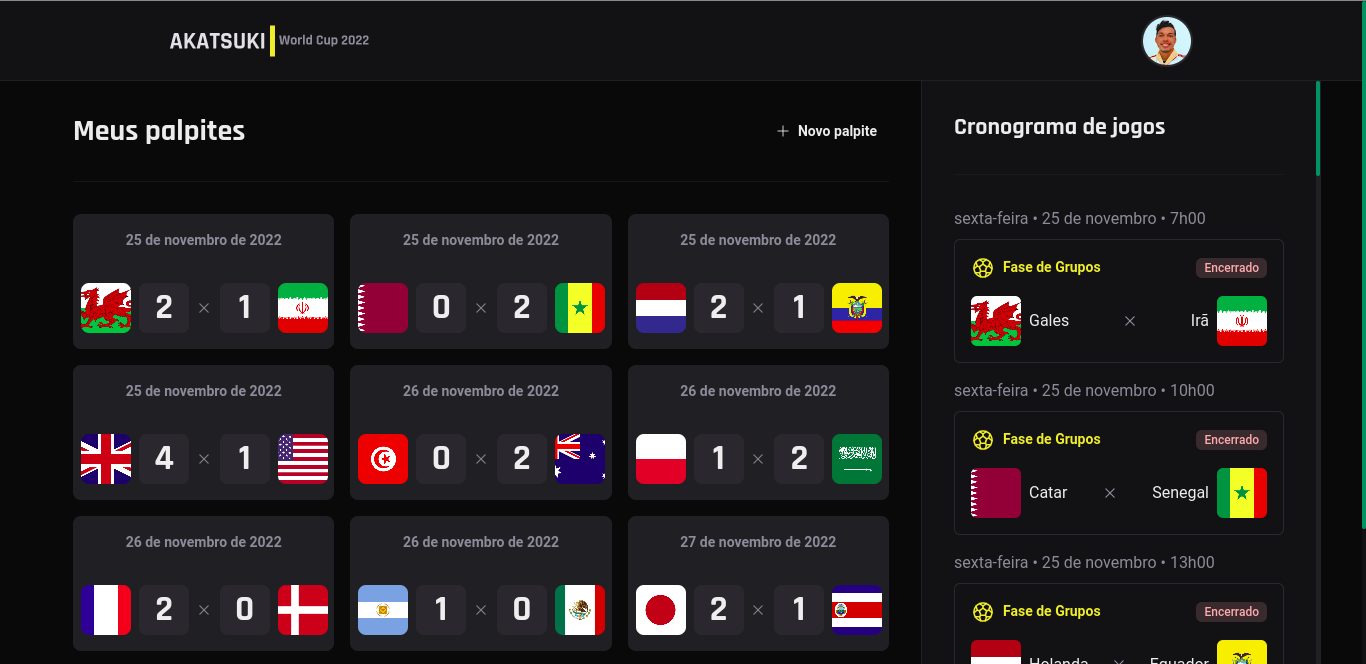 AKATSUKI World Cup 2022
Meus palpites
Novo palpite
25 de novembro de 2022
2 × 1
25 de novembro de 2022
0 × 2
25 de novembro de 2022
2 × 1
25 de novembro de 2022
4 × 1
26 de novembro de 2022
0 × 2
26 de novembro de 2022
1 × 2
26 de novembro de 2022
2 × 0
26 de novembro de 2022
1 × 0
27 de novembro de 2022
2 × 1
Cronograma de jogos
sexta-feira • 25 de novembro • 7h00
Fase de Grupos Encerrado
Gales × Irã
sexta-feira • 25 de novembro • 10h00
Fase de Grupos Encerrado
Catar × Senegal
sexta-feira • 25 de novembro • 13h00
Fase de Grupos Encerrado
Holanda × Equador